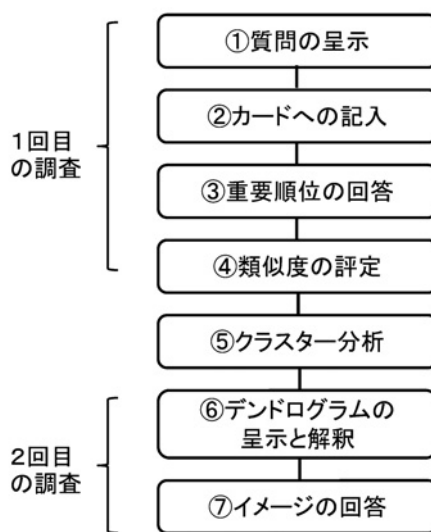 ①質問の呈示
②カードへの記入
1回目
の調査
③重要順位の回答
④類似度の評定
⑤クラスター分析
⑥デンドログラムの
呈示と解釈
2回目
の調査
⑦イメージの回答